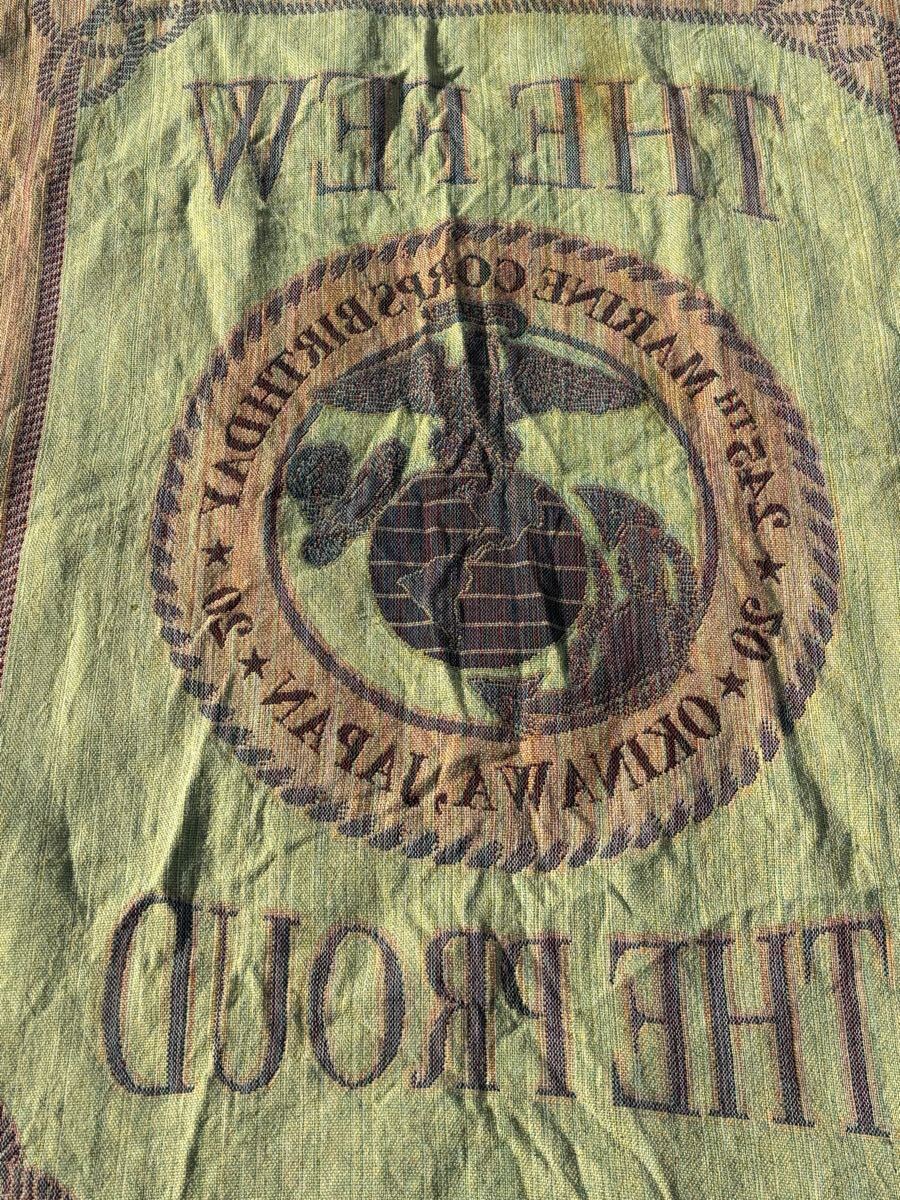 THE FEW
245TH MARINE CORPS BIRTHDAY
20 OKINAWA, JAPAN 20
THE PROUD